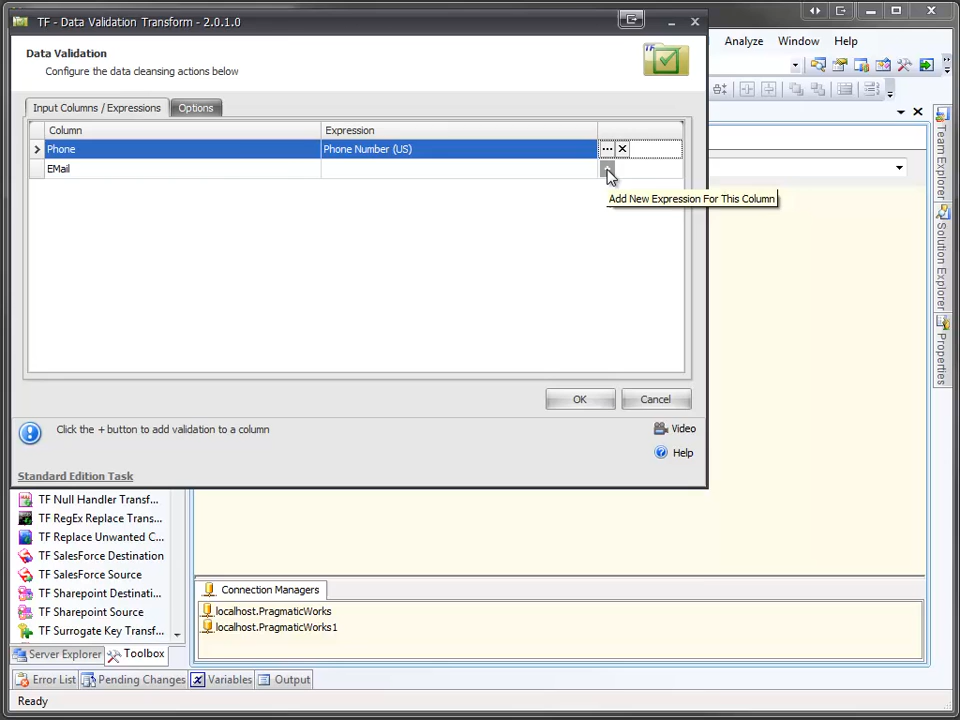 TF - Data Validation Transform - 2.0.1.0
Data Validation
Configure the data cleansing actions below
TF
Input Columns / Expressions
Options
Column
Expression
Phone
Phone Number (US)
EMail
Add New Expression For This Column
OK
Cancel
Click the + button to add validation to a column
Video
Help
Standard Edition Task
Analyze
Window
Help
Team Explorer
Solution Explorer
Properties
TF Null Handler Transf...
TF RegEx Replace Trans...
TF Replace Unwanted C...
TF SalesForce Destination
TF SalesForce Source
TF Sharepoint Destinati...
TF Sharepoint Source
TF Surrogate Key Transf...
Server Explorer
Toolbox
Connection Managers
localhost.PragmaticWorks
localhost.PragmaticWorks1
Error List
Pending Changes
Variables
Output
Ready